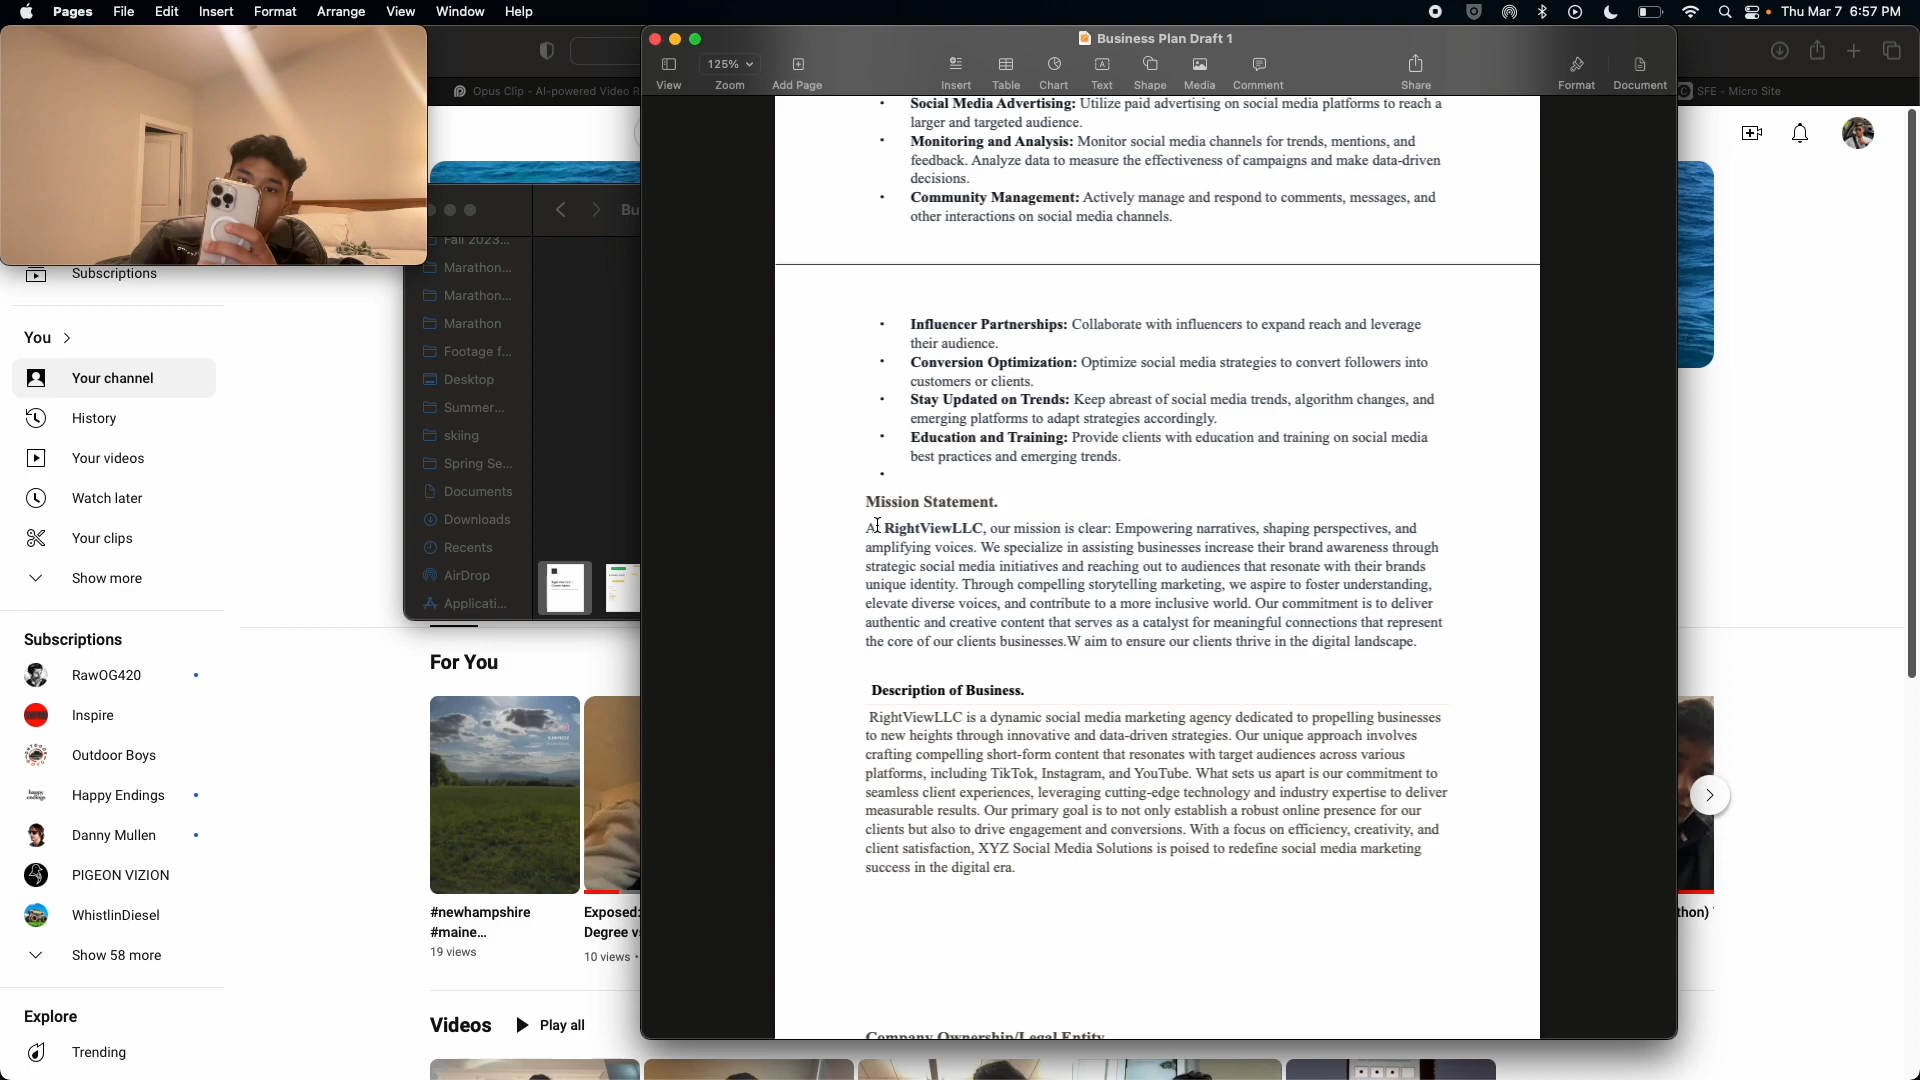 Pages File Edit Insert Format Arrange View Window Help
Thu Mar 7 6:57 PM
Business Plan Draft 1
125%
View Zoom Add Page Insert Table Chart Text Shape Media Comment Share Format Document
Opus Clip - AI-powered Video R
SFE - Micro Site
Bu
Fall 2023...
Marathon...
Marathon...
Marathon
Footage f...
Desktop
Summer...
skiing
Spring Se...
Documents
Downloads
Recents
AirDrop
Applicati...
Subscriptions
You
Your channel
History
Your videos
Watch later
Your clips
Show more
Subscriptions
RawOG420
Inspire
Outdoor Boys
Happy Endings
Danny Mullen
PIGEON VIZION
WhistlinDiesel
Show 58 more
Explore
Trending
For You
#newhampshire
#maine...
19 views
Exposed:
Degree v
10 views •
thon)
Videos Play all
• Social Media Advertising: Utilize paid advertising on social media platforms to reach a
larger and targeted audience.
• Monitoring and Analysis: Monitor social media channels for trends, mentions, and
feedback. Analyze data to measure the effectiveness of campaigns and make data-driven
decisions.
• Community Management: Actively manage and respond to comments, messages, and
other interactions on social media channels.
• Influencer Partnerships: Collaborate with influencers to expand reach and leverage
their audience.
• Conversion Optimization: Optimize social media strategies to convert followers into
customers or clients.
• Stay Updated on Trends: Keep abreast of social media trends, algorithm changes, and
emerging platforms to adapt strategies accordingly.
• Education and Training: Provide clients with education and training on social media
best practices and emerging trends.
•
Mission Statement.
At RightViewLLC, our mission is clear: Empowering narratives, shaping perspectives, and
amplifying voices. We specialize in assisting businesses increase their brand awareness through
strategic social media initiatives and reaching out to audiences that resonate with their brands
unique identity. Through compelling storytelling marketing, we aspire to foster understanding,
elevate diverse voices, and contribute to a more inclusive world. Our commitment is to deliver
authentic and creative content that serves as a catalyst for meaningful connections that represent
the core of our clients businesses.W aim to ensure our clients thrive in the digital landscape.
Description of Business.
RightViewLLC is a dynamic social media marketing agency dedicated to propelling businesses
to new heights through innovative and data-driven strategies. Our unique approach involves
crafting compelling short-form content that resonates with target audiences across various
platforms, including TikTok, Instagram, and YouTube. What sets us apart is our commitment to
seamless client experiences, leveraging cutting-edge technology and industry expertise to deliver
measurable results. Our primary goal is to not only establish a robust online presence for our
clients but also to drive engagement and conversions. With a focus on efficiency, creativity, and
client satisfaction, XYZ Social Media Solutions is poised to redefine social media marketing
success in the digital era.
Company Ownership/Legal Entity